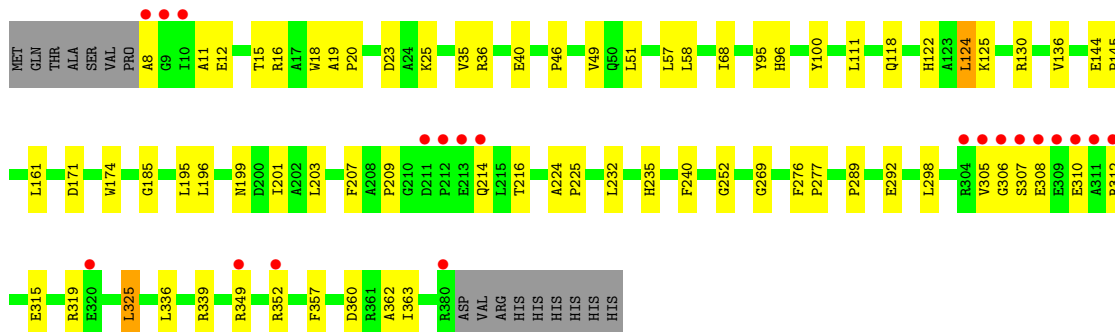 MET GLN THR ALA SER VAL PRO A8 G9 I10 A11 E12 T15 R16 A17 W18 A19 P20 D23 A24 K25 V35 R36 E40 P46 V49 Q50 L51 L57 L58 I68 Y95 H96 Y100 L111 Q118 H122 A123 L124 K125 R130 V136 E144
L161 D171 W174 G185 L195 L196 N199 D200 I201 A202 L203 F207 A208 P209 G210 D211 P212 E213 Q214 L215 T216 A224 P225 L232 H235 F240 G252 G269 F276 P277 P289 E292 L298 R304 V305 G306 S307 E308 E309 E310 A311
E315 R319 E320 L325 L336 R339 R349 R352 F357 D360 R361 A362 I363 R380 ASP VAL ARG HIS HIS HIS HIS HIS HIS